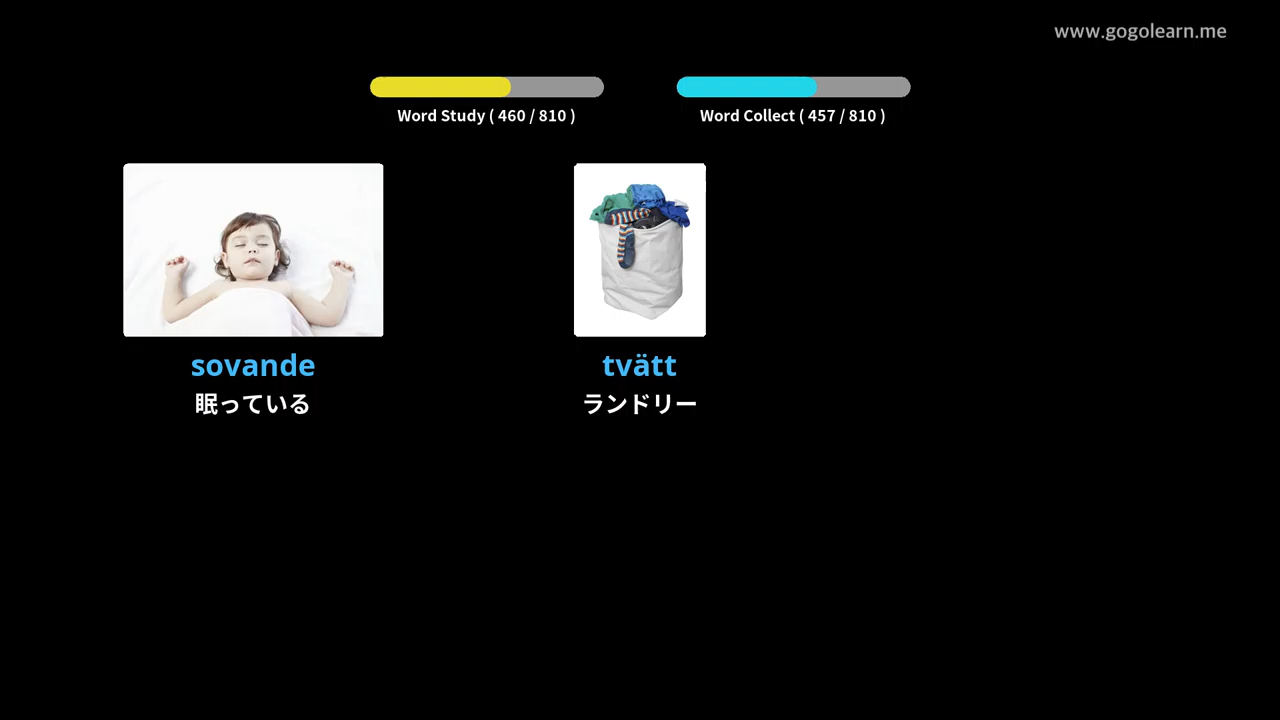 www.gogolearn.me
Word Study ( 460 / 810 )
Word Collect ( 457 / 810 )
sovande
眠っている
tvätt
ランドリー